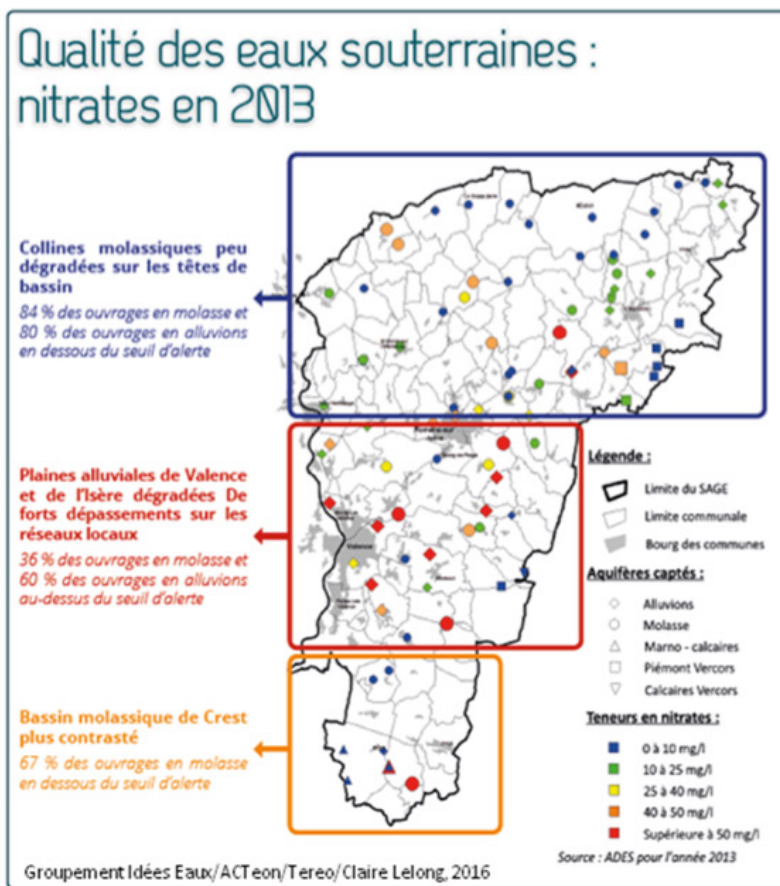 Qualité des eaux souterraines :
nitrates en 2013
Collines molassiques peu
dégradées sur les têtes de
bassin
84 % des ouvrages en molasse et
80 % des ouvrages en alluvions
en dessous du seuil d'alerte
Plaines alluviales de Valence
et de l'Isère dégradées De
forts dépassements sur les
réseaux locaux
36 % des ouvrages en molasse et
60 % des ouvrages en alluvions
au-dessus du seuil d'alerte
Bassin molassique de Crest
plus contrasté
67 % des ouvrages en molasse
en dessous du seuil d'alerte
Valence
Légende :
Limite du SAGE
Limite communale
Bourg des communes
Aquifères captés :
Alluvions
Molasse
Marno - calcaires
Piémont Vercors
Calcaires Vercors
Teneurs en nitrates :
0 à 10 mg/l
10 à 25 mg/l
25 à 40 mg/l
40 à 50 mg/l
Supérieure à 50 mg/l
Source : ADES pour l'année 2013
Groupement Idées Eaux/ACTeon/Tereo/Claire Lelong, 2016